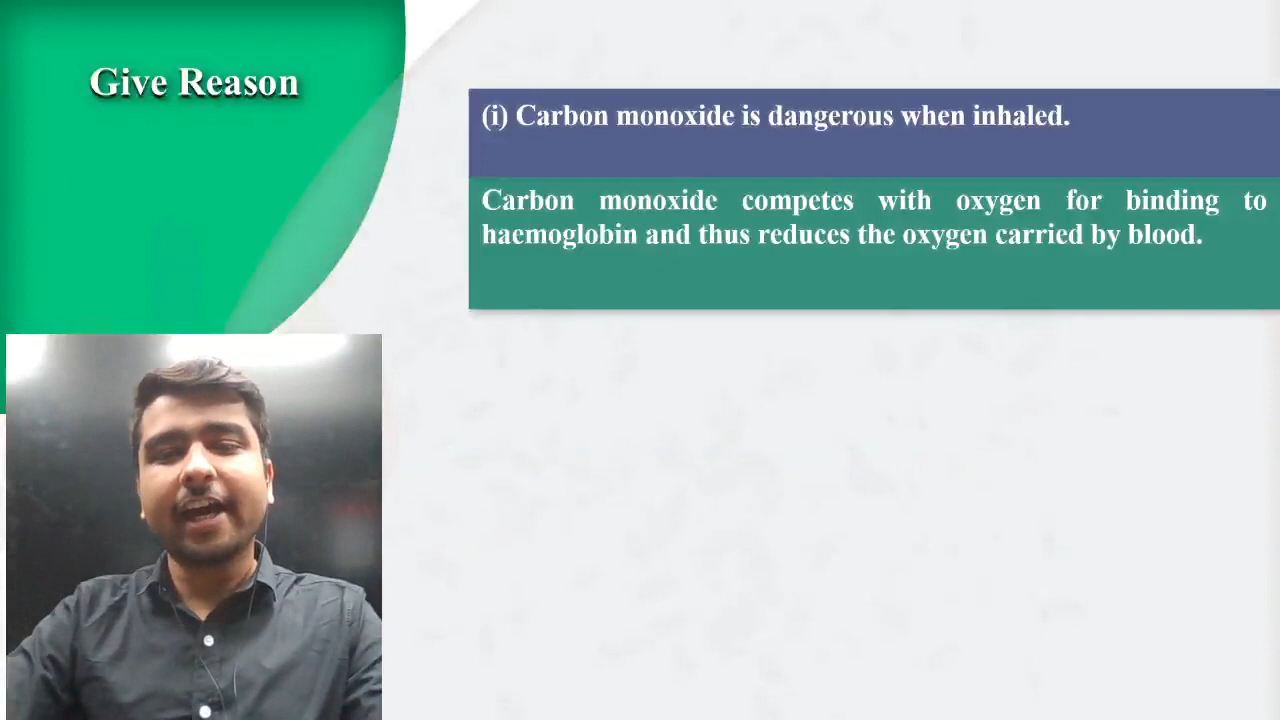 Give Reason
(i) Carbon monoxide is dangerous when inhaled.
Carbon monoxide competes with oxygen for binding to
haemoglobin and thus reduces the oxygen carried by blood.